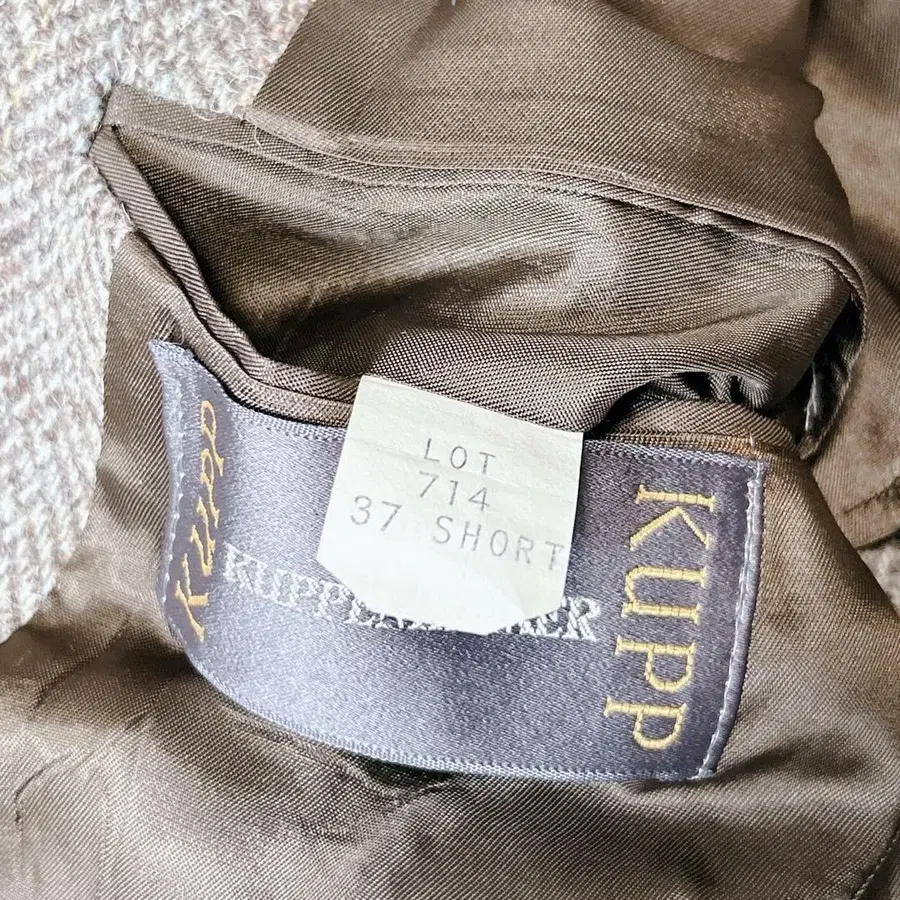 LOT
714
37 SHORT
Kupp
KUPPENHEIMER
KUPP